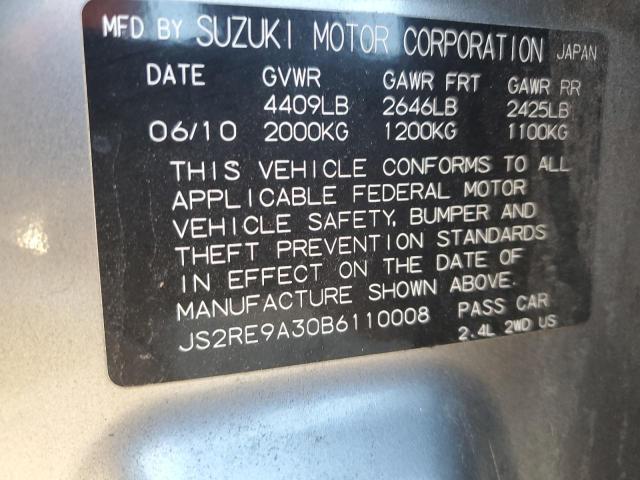 MFD BY SUZUKI MOTOR CORPORATION JAPAN
DATE GVWR GAWR FRT GAWR RR
4409LB 2646LB 2425LB
06/10 2000KG 1200KG 1100KG
THIS VEHICLE CONFORMS TO ALL
APPLICABLE FEDERAL MOTOR
VEHICLE SAFETY, BUMPER AND
THEFT PREVENTION STANDARDS
IN EFFECT ON THE DATE OF
MANUFACTURE SHOWN ABOVE.
JS2RE9A30B6110008 PASS CAR
2.4L 2WD US